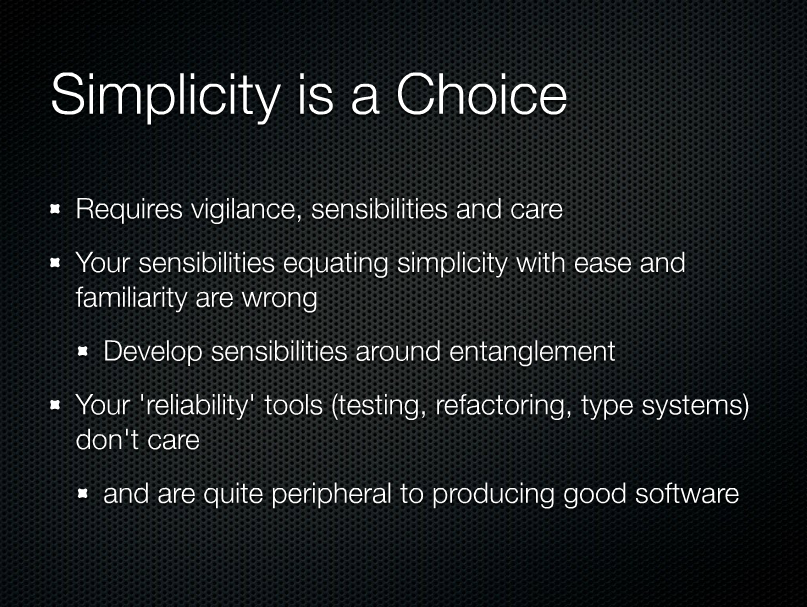 Simplicity is a Choice
Requires vigilance, sensibilities and care
Your sensibilities equating simplicity with ease and
familiarity are wrong
Develop sensibilities around entanglement
Your 'reliability' tools (testing, refactoring, type systems)
don't care
and are quite peripheral to producing good software